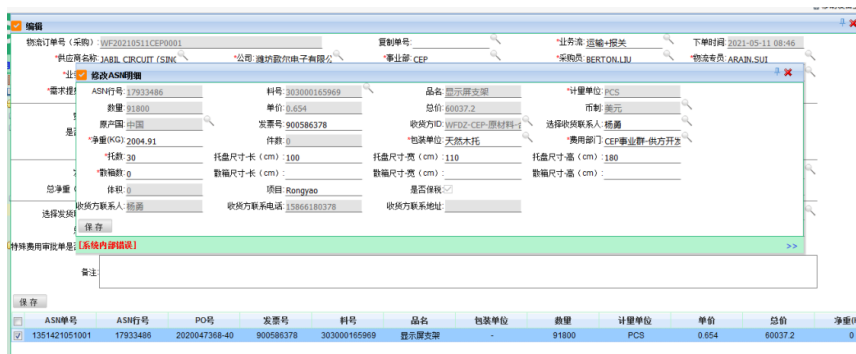 编辑
物流订单号（采购）: WF20210511CEP0001 复制单号: *业务流: 运输+报关 下单时间: 2021-05-11 08:46
*供应商名称: JABIL CIRCUIT (SINC *公司: 潍坊歌尔电子有限公 *事业部: CEP *采购员: BERTON.LIU *物流专员: ARAIN.SUI
修改ASN明细
ASN行号: 17933486 料号: 303000165969 品名: 显示屏支架 *计量单位: PCS
*需求提
数量: 91800 单价: 0.654 总价: 60037.2 币制: 美元
原产国: 中国 发票号: 900586378 收货方ID: WFDZ-CEP-原材料- 选择收货联系人: 杨勇
*净重(KG): 2004.91 件数: 0 *包装单位: 天然木托 *费用部门: CEP事业群-供方开发
*托数: 30 托盘尺寸-长（cm）: 100 托盘尺寸-宽（cm）: 110 托盘尺寸-高（cm）: 180
*散箱数: 0 散箱尺寸-长（cm）: 散箱尺寸-宽（cm）: 散箱尺寸-高（cm）:
总净重（
体积: 0 项目: Rongyao 是否保税:
收货方联系人: 杨勇 收货方联系电话: 15866180378 收货方联系地址:
选择发货
保存
特殊费用审批单是否
[系统内部错误] >>
备注:
保存
ASN单号 ASN行号 PO号 发票号 料号 品名 包装单位 数量 计量单位 单价 总价 净重(
1351421051001 17933486 2020047368-40 900586378 303000165969 显示屏支架 - 91800 PCS 0.654 60037.2 0